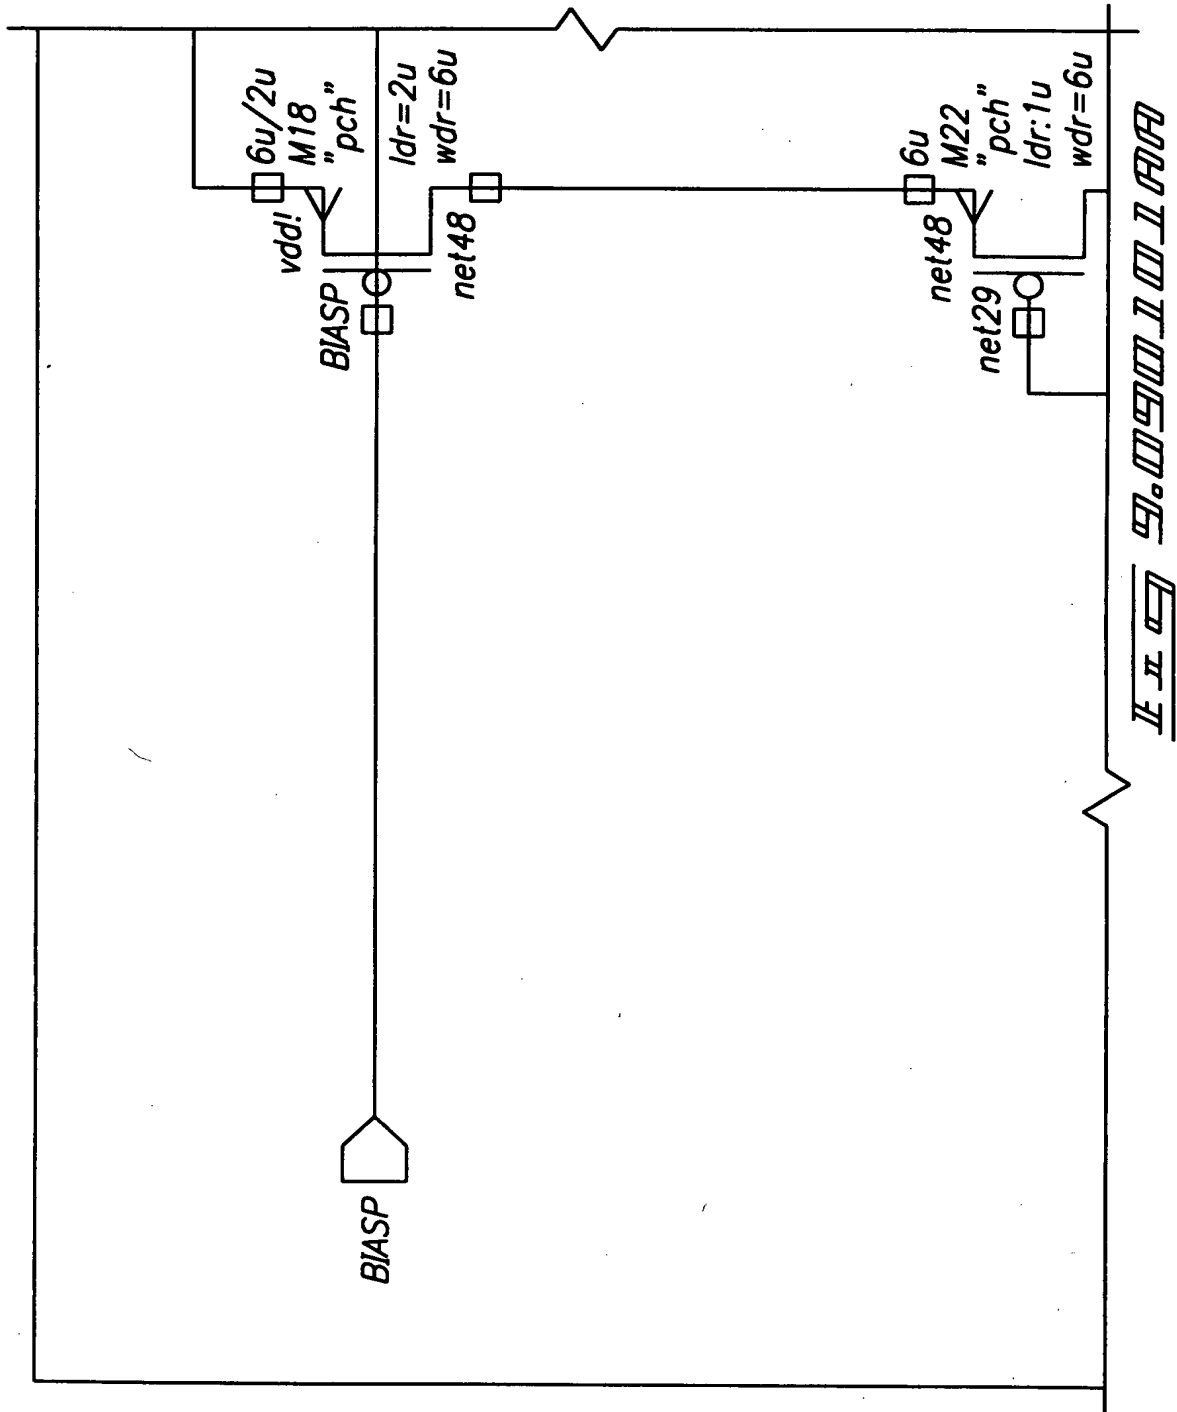 6u/2u
M18
"pch"
ldr=2u
wdr=6u
vdd!
BIASP
net48
6u
M22
"pch"
ldr:1u
wdr=6u
net48
net29
BIASP
FIG 9.09010101AA